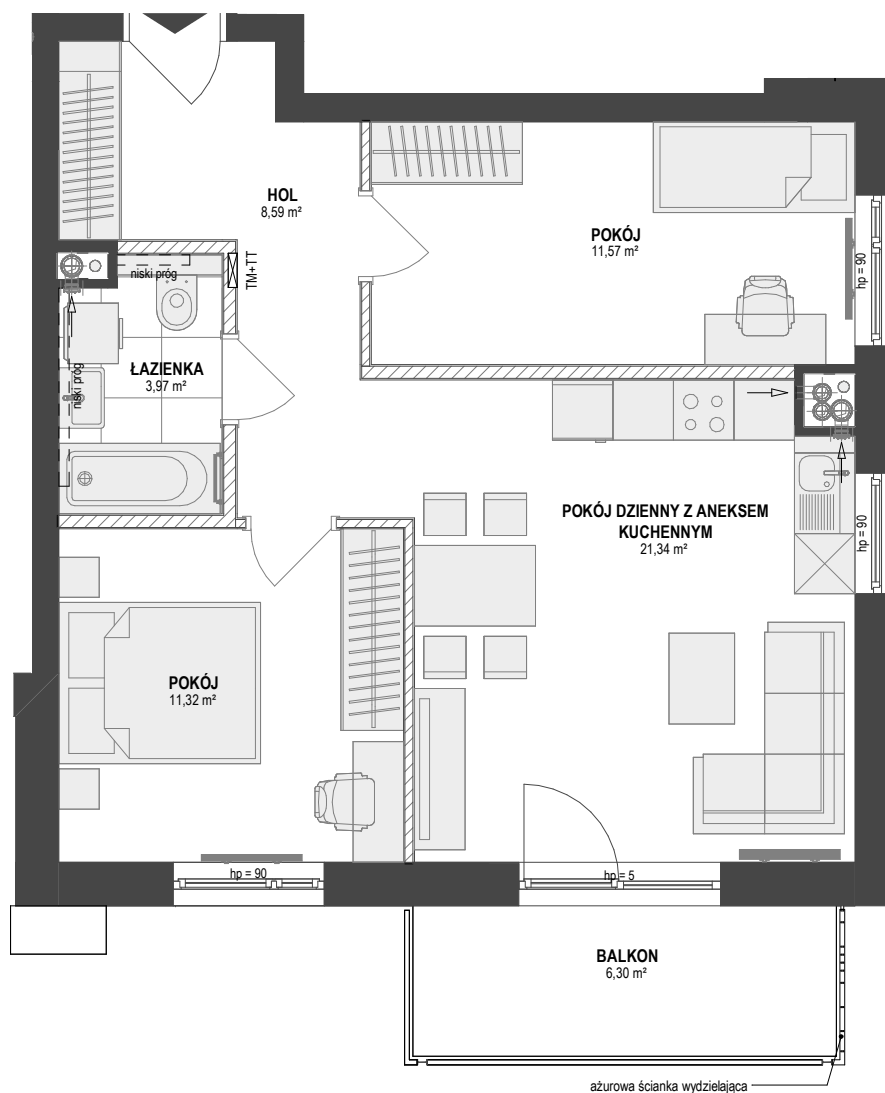 HOL
8,59 m²
POKÓJ
11,57 m²
hp = 90
TM+TT
niski próg
niski próg
ŁAZIENKA
3,97 m²
POKÓJ DZIENNY Z ANEKSEM
KUCHENNYM
21,34 m²
hp = 90
POKÓJ
11,32 m²
hp = 90
hp = 5
BALKON
6,30 m²
ażurowa ścianka wydzielająca